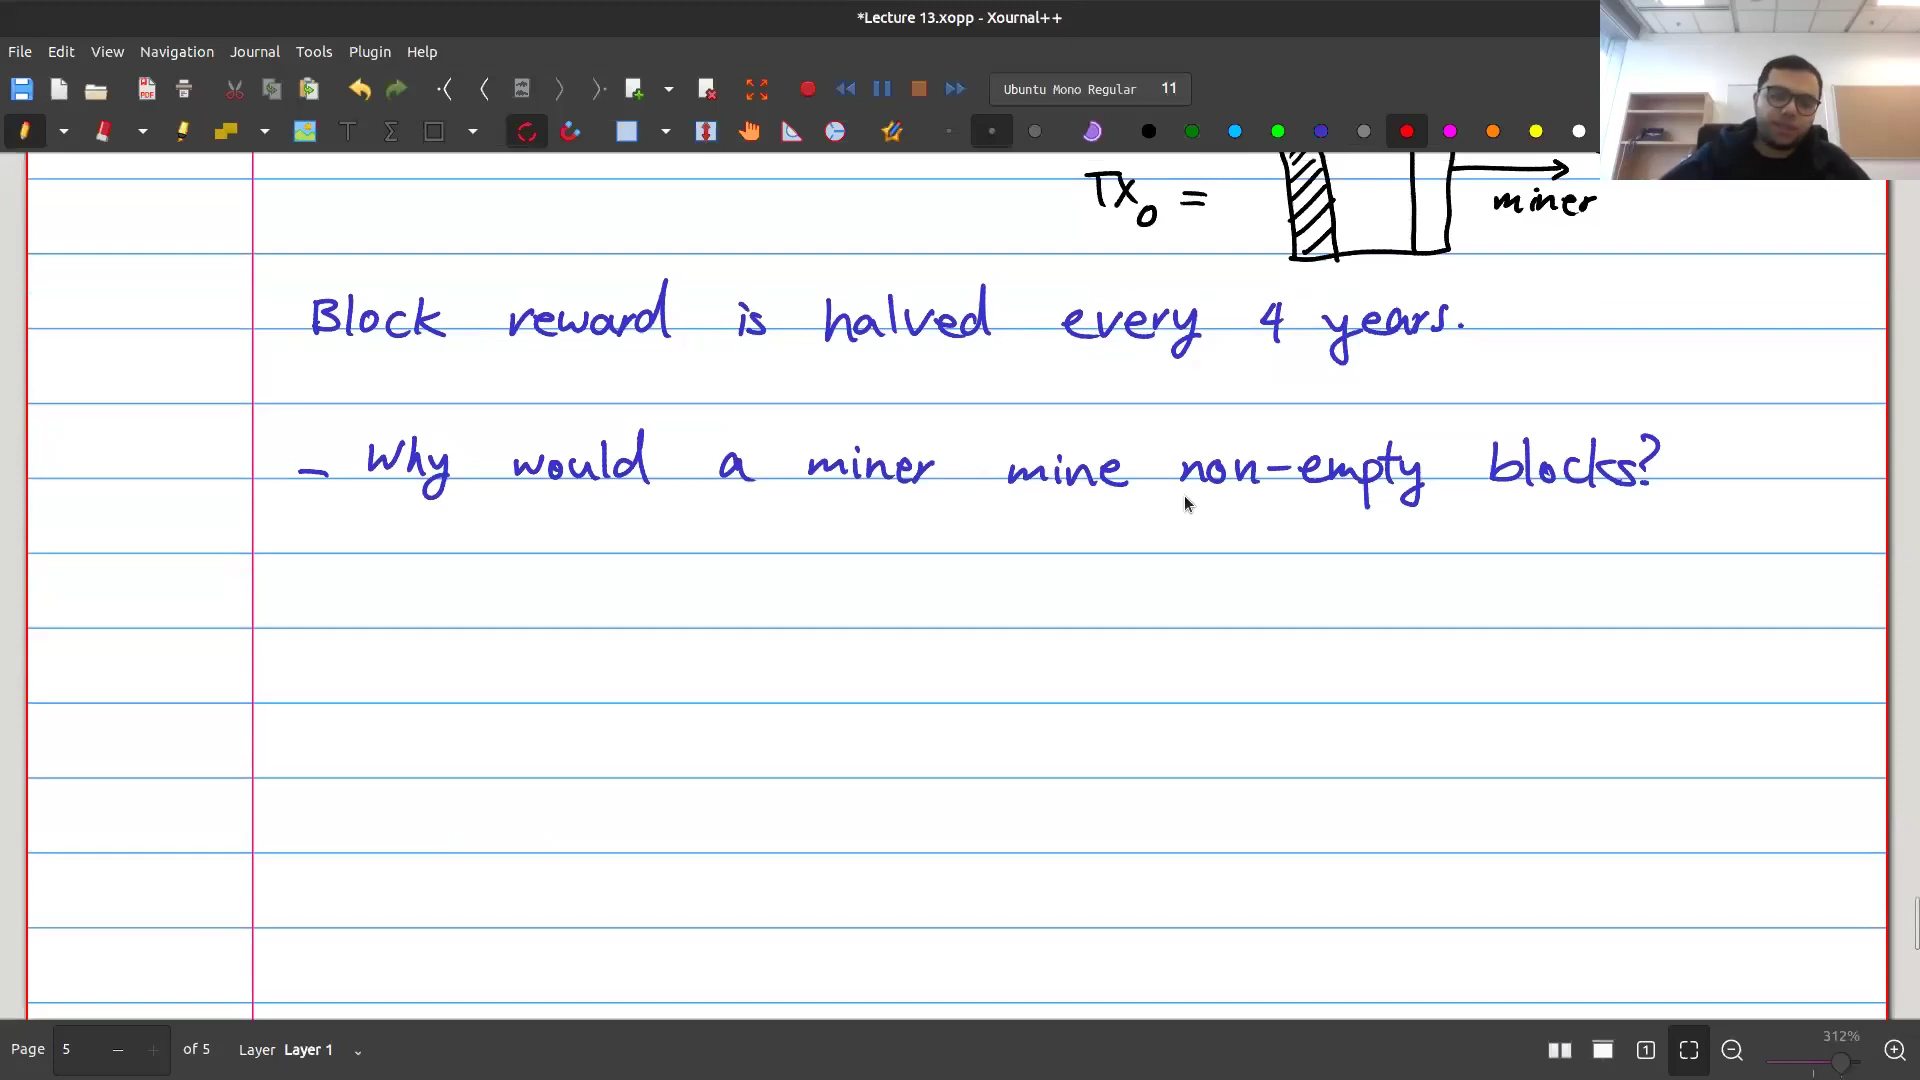 *Lecture 13.xopp - Xournal++
File Edit View Navigation Journal Tools Plugin Help
PDF
T
Ubuntu Mono Regular 11
Tx0 =
miner
Block reward is halved every 4 years.
- Why would a miner mine non-empty blocks?
Page 5 of 5 Layer Layer 1
1
312%